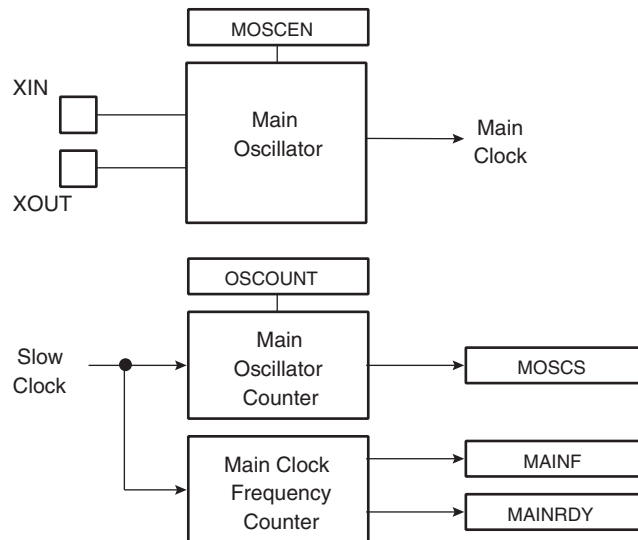 MOSCEN
XIN
XOUT
Main
Oscillator
Main
Clock
OSCOUNT
Slow
Clock
Main
Oscillator
Counter
MOSCS
Main Clock
Frequency
Counter
MAINF
MAINRDY